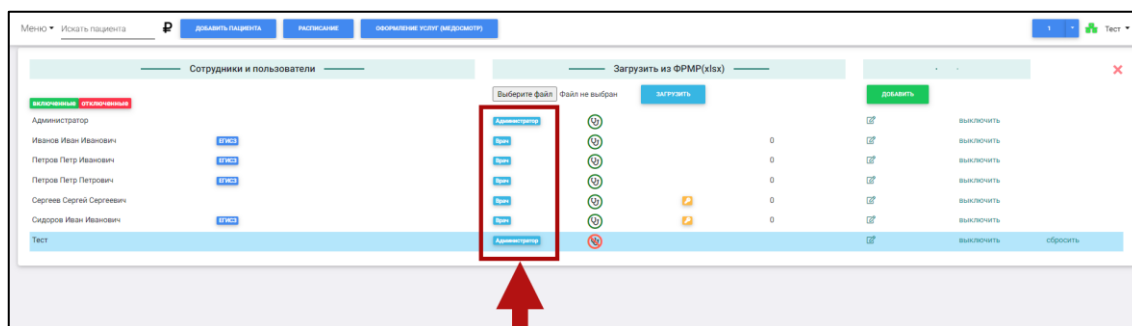 Меню Искать пациента ₽ ДОБАВИТЬ ПАЦИЕНТА РАСПИСАНИЕ ОФОРМЛЕНИЕ УСЛУГ (МЕДОСМОТР) 1 Тест
Сотрудники и пользователи Загрузить из ФРМР(xlsx)
Выберите файл Файл не выбран ЗАГРУЗИТЬ ДОБАВИТЬ
ВКЛЮЧЕННЫЕ ОТКЛЮЧЕННЫЕ
Администратор Администратор выключить
Иванов Иван Иванович ЕГИСЗ Врач 0 выключить
Петров Петр Иванович ЕГИСЗ Врач 0 выключить
Петров Петр Петрович ЕГИСЗ Врач 0 выключить
Сергеев Сергей Сергеевич Врач 0 выключить
Сидоров Иван Иванович ЕГИСЗ Врач 0 выключить
Тест Администратор выключить сбросить